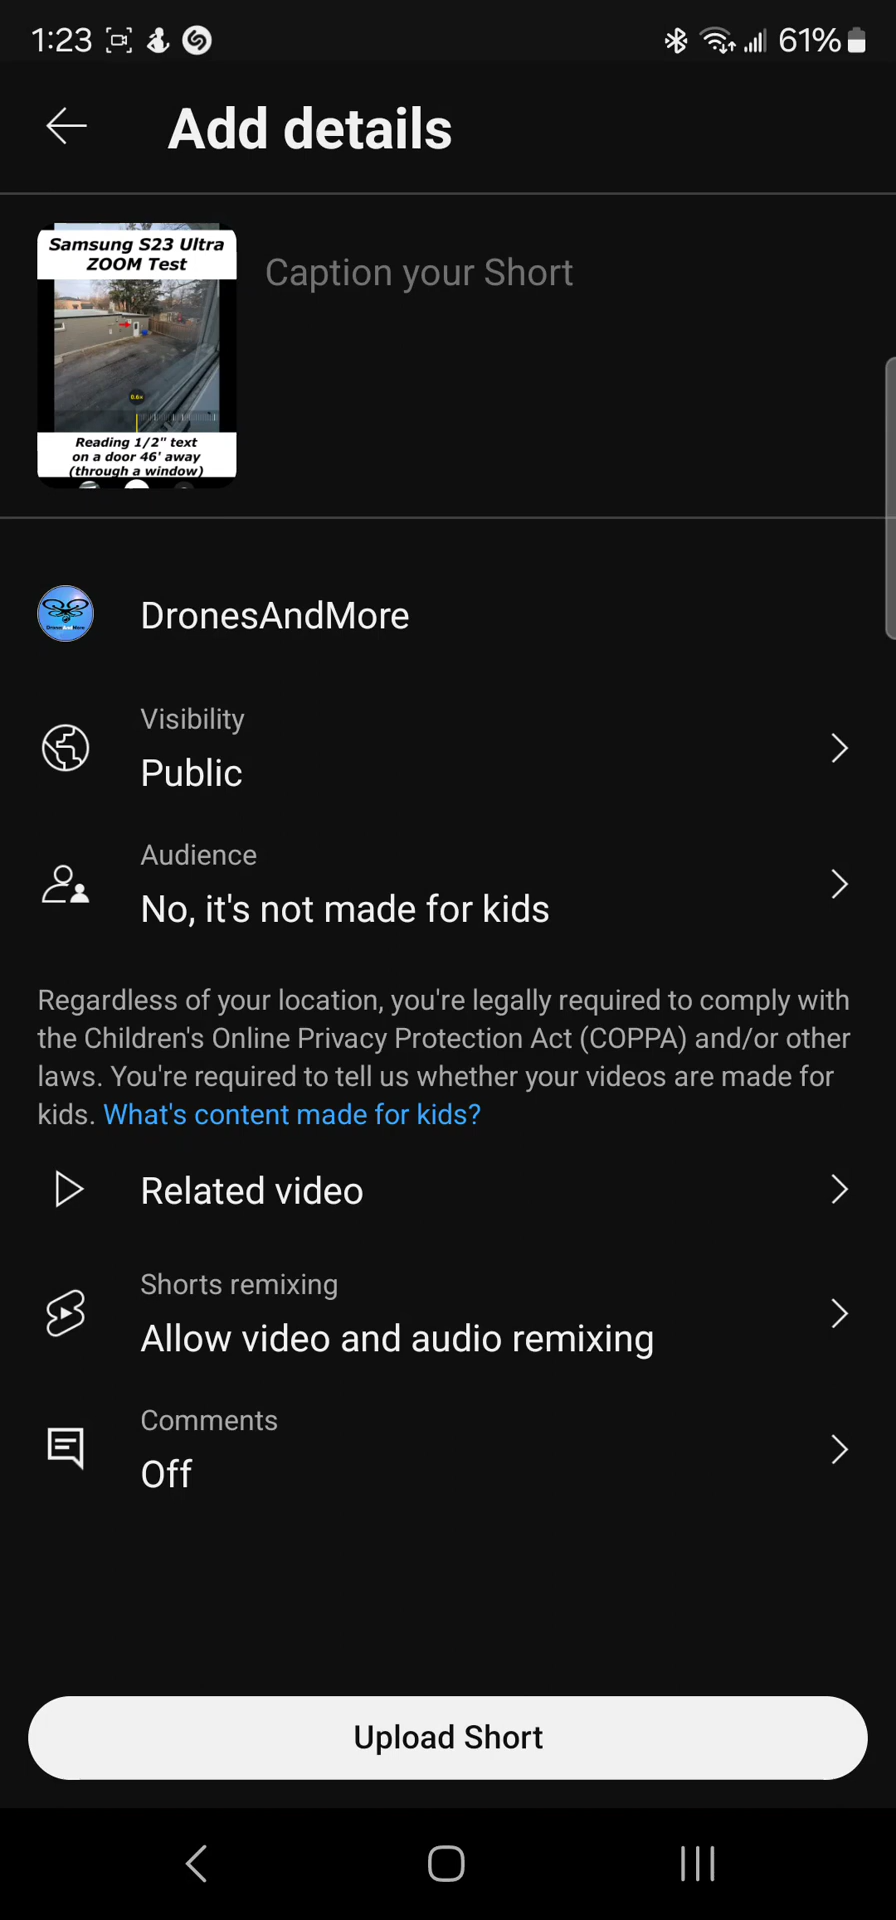 1:23
61%
Add details
Samsung S23 Ultra
ZOOM Test
0.6×
Reading 1/2" text
on a door 46' away
(through a window)
Caption your Short
DronesAndMore
DronesAndMore
Visibility
Public
Audience
No, it's not made for kids
Regardless of your location, you're legally required to comply with
the Children's Online Privacy Protection Act (COPPA) and/or other
laws. You're required to tell us whether your videos are made for
kids. What's content made for kids?
Related video
Shorts remixing
Allow video and audio remixing
Comments
Off
Upload Short